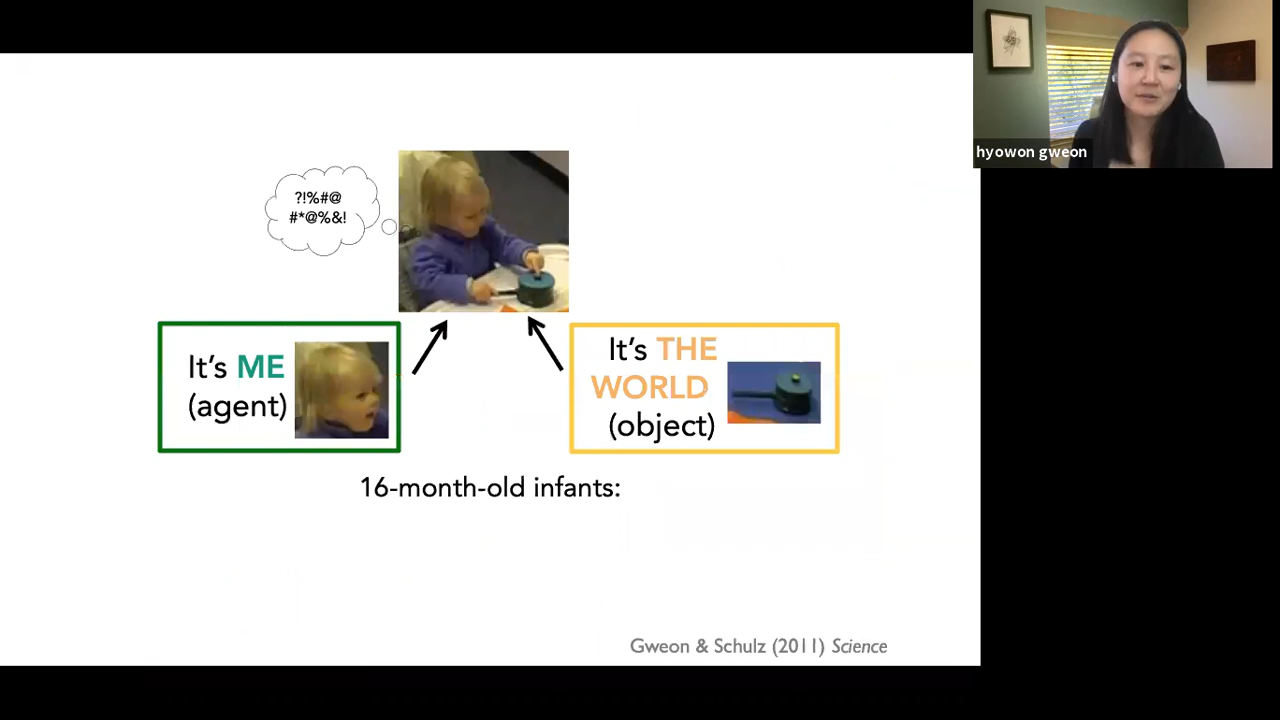 hyowon gweon
?!%#@
#*@%&!
It's ME
(agent)
It's THE
WORLD
(object)
16-month-old infants:
Gweon & Schulz (2011) Science